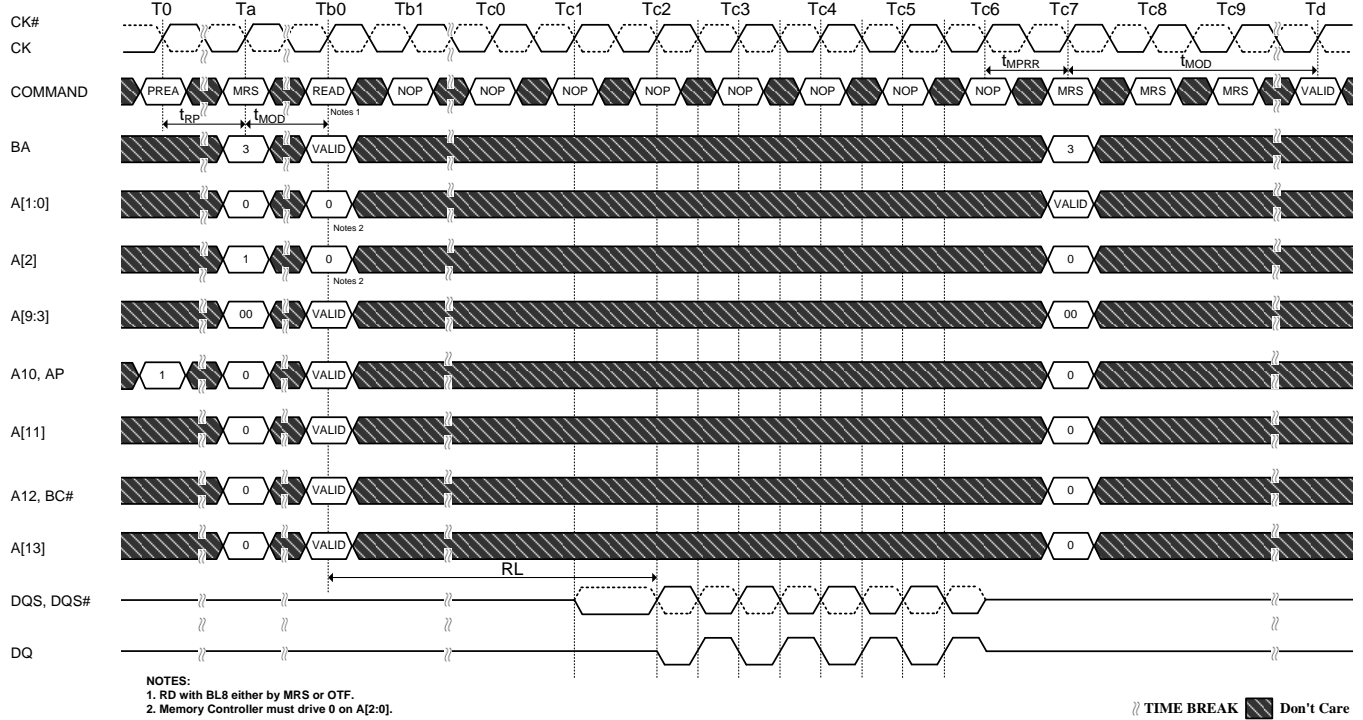 T0 Ta Tb0 Tb1 Tc0 Tc1 Tc2 Tc3 Tc4 Tc5 Tc6 Tc7 Tc8 Tc9 Td
CK#
CK
tMPRR tMOD
COMMAND PREA MRS READ NOP NOP NOP NOP NOP NOP NOP NOP MRS MRS MRS VALID
tRP tMOD Notes 1
BA 3 VALID 3
A[1:0] 0 0 VALID
Notes 2
A[2] 1 0 0
Notes 2
A[9:3] 00 VALID 00
A10, AP 1 0 VALID 0
A[11] 0 VALID 0
A12, BC# 0 VALID 0
A[13] 0 VALID 0
RL
DQS, DQS#
DQ
NOTES:
1. RD with BL8 either by MRS or OTF.
2. Memory Controller must drive 0 on A[2:0].
TIME BREAK Don't Care